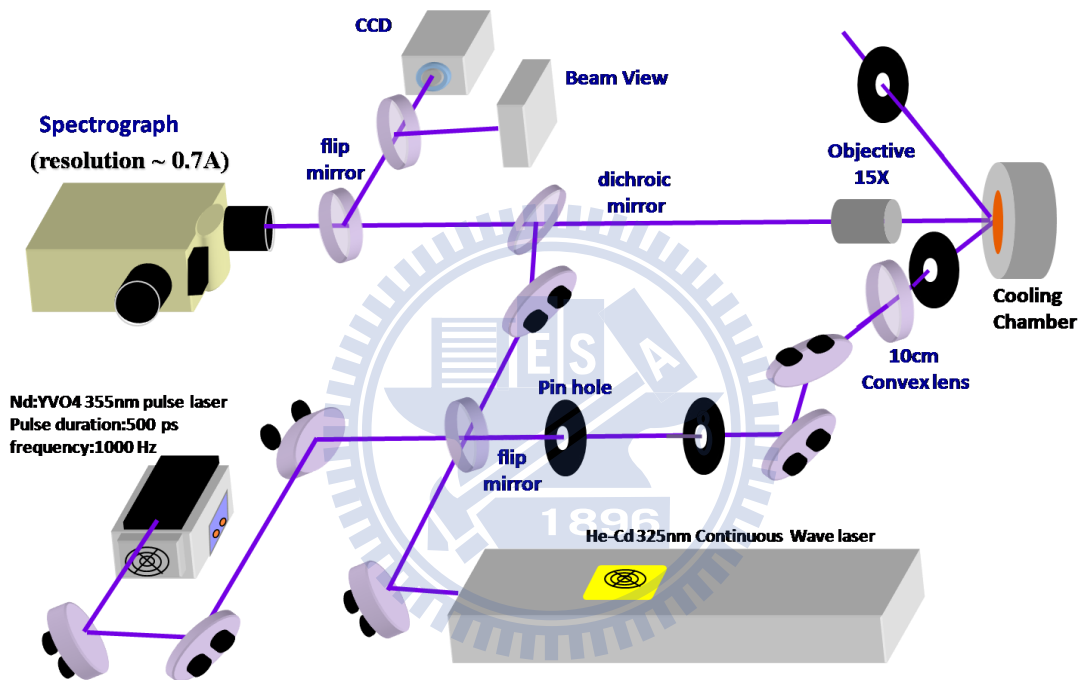 CCD
Beam View
Spectrograph
(resolution ~ 0.7A)
flip
mirror
dichroic
mirror
Objective
15X
Cooling
Chamber
10cm
Convex lens
Nd:YVO4 355nm pulse laser
Pulse duration:500 ps
frequency:1000 Hz
Pin hole
flip
mirror
He-Cd 325nm Continuous Wave laser
E S A
1896